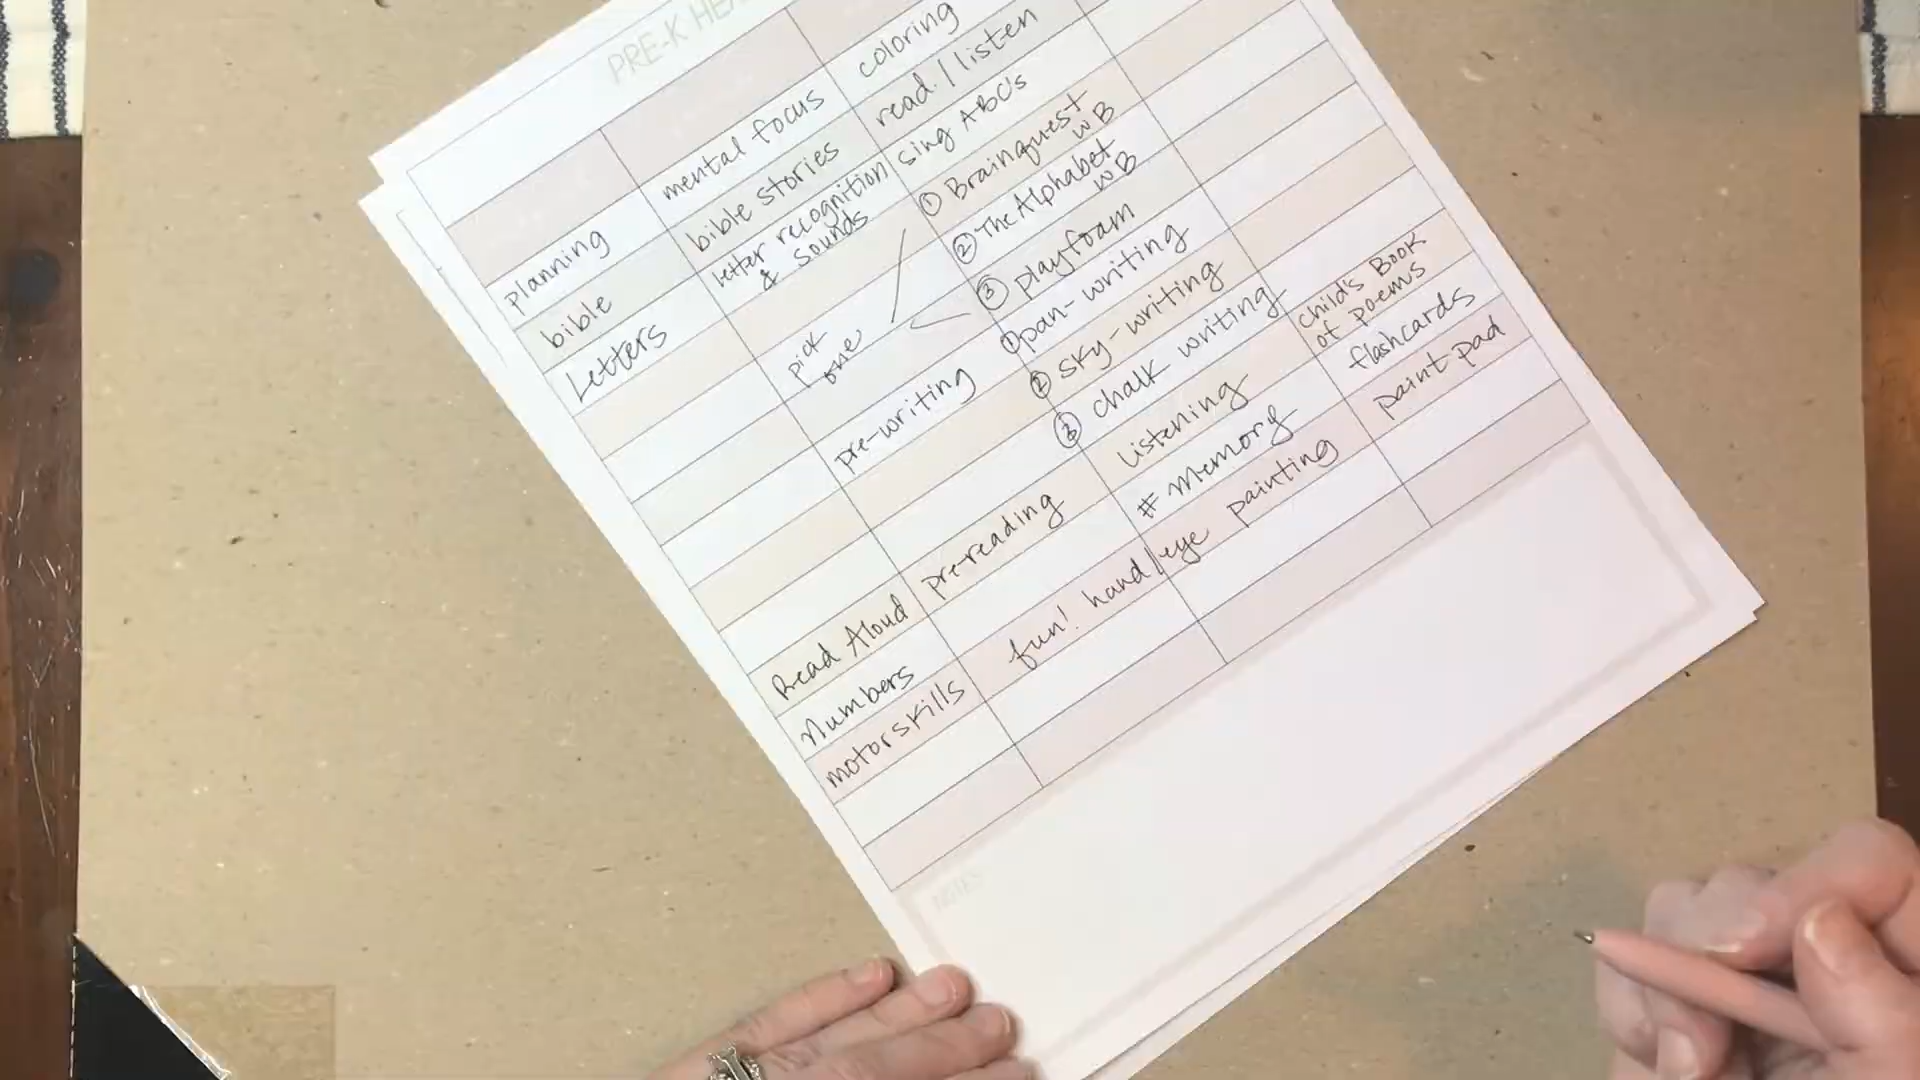 PRE-K
planning mental focus coloring
bible bible stories read / listen
Letters letter recognition sing ABC's
& sounds
① Brainquest
WB
② The Alphabet
WB
pick ③ playfoam
one
pre-writing ① pan-writing
② sky-writing
③ chalk writing
Read Aloud pre-reading Listening Child's Book
of poems
Numbers # Memory flashcards
motorskills fun! hand/eye painting paint pad
NOTES